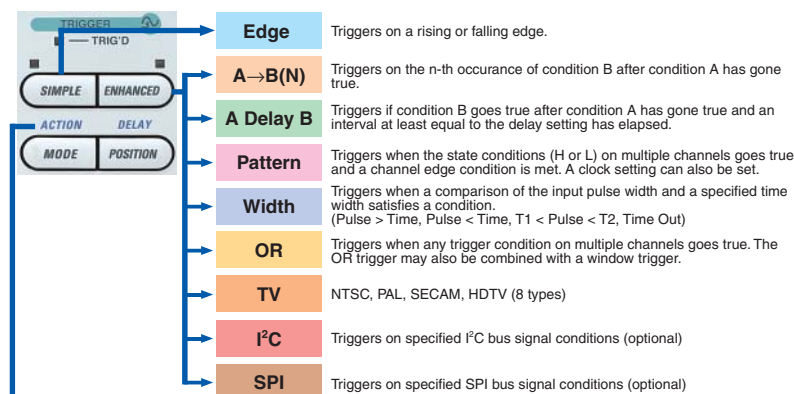 TRIGGER
TRIG'D
SIMPLE ENHANCED
ACTION DELAY
MODE POSITION
Edge Triggers on a rising or falling edge.
A→B(N) Triggers on the n-th occurance of condition B after condition A has gone
true.
A Delay B Triggers if condition B goes true after condition A has gone true and an
interval at least equal to the delay setting has elapsed.
Pattern Triggers when the state conditions (H or L) on multiple channels goes true
and a channel edge condition is met. A clock setting can also be set.
Width Triggers when a comparison of the input pulse width and a specified time
width satisfies a condition.
(Pulse > Time, Pulse < Time, T1 < Pulse < T2, Time Out)
OR Triggers when any trigger condition on multiple channels goes true. The
OR trigger may also be combined with a window trigger.
TV NTSC, PAL, SECAM, HDTV (8 types)
I²C Triggers on specified I²C bus signal conditions (optional)
SPI Triggers on specified SPI bus signal conditions (optional)